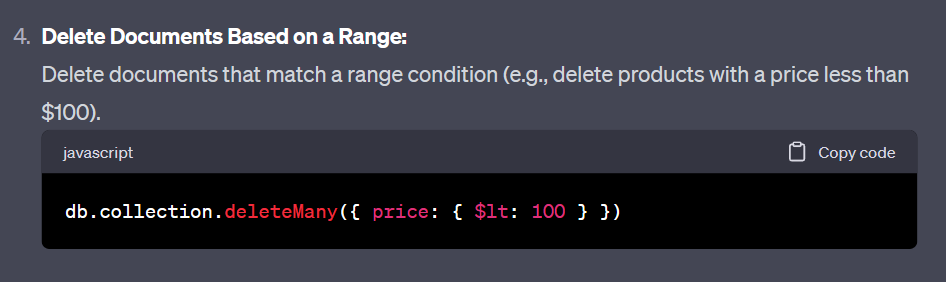 4. Delete Documents Based on a Range:
Delete documents that match a range condition (e.g., delete products with a price less than
$100).
javascript Copy code
db.collection.deleteMany({ price: { $lt: 100 } })